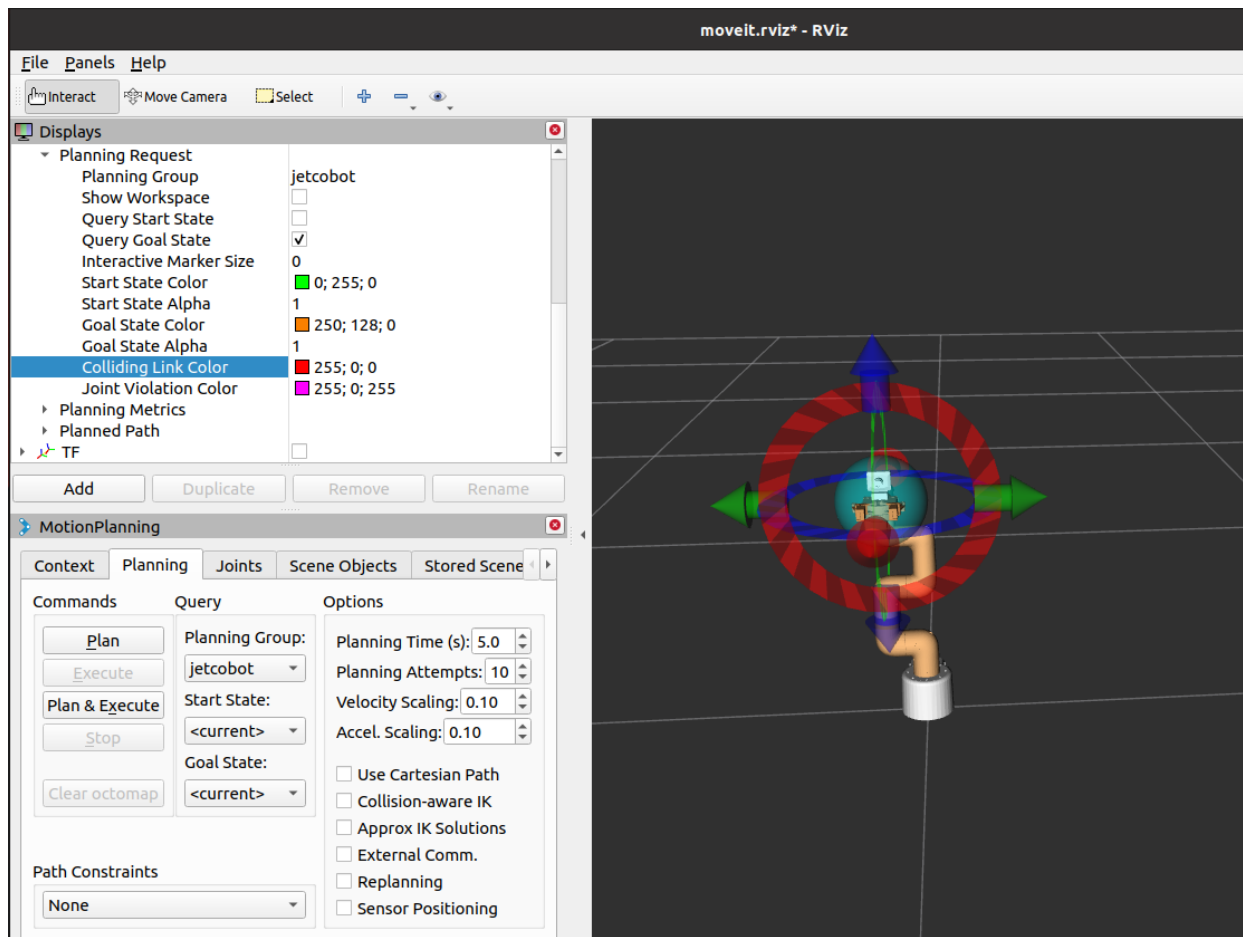 moveit.rviz* - RViz
File Panels Help
Interact Move Camera Select
Displays
Planning Request
Planning Group jetcobot
Show Workspace
Query Start State
Query Goal State
Interactive Marker Size 0
Start State Color 0; 255; 0
Start State Alpha 1
Goal State Color 250; 128; 0
Goal State Alpha 1
Colliding Link Color 255; 0; 0
Joint Violation Color 255; 0; 255
Planning Metrics
Planned Path
TF
Add Duplicate Remove Rename
MotionPlanning
Context Planning Joints Scene Objects Stored Scene
Commands Query Options
Plan Planning Group: Planning Time (s): 5.0
Execute jetcobot Planning Attempts: 10
Plan & Execute Start State: Velocity Scaling: 0.10
Stop <current> Accel. Scaling: 0.10
Goal State:
Clear octomap <current> Use Cartesian Path
Collision-aware IK
Approx IK Solutions
External Comm.
Path Constraints Replanning
None Sensor Positioning